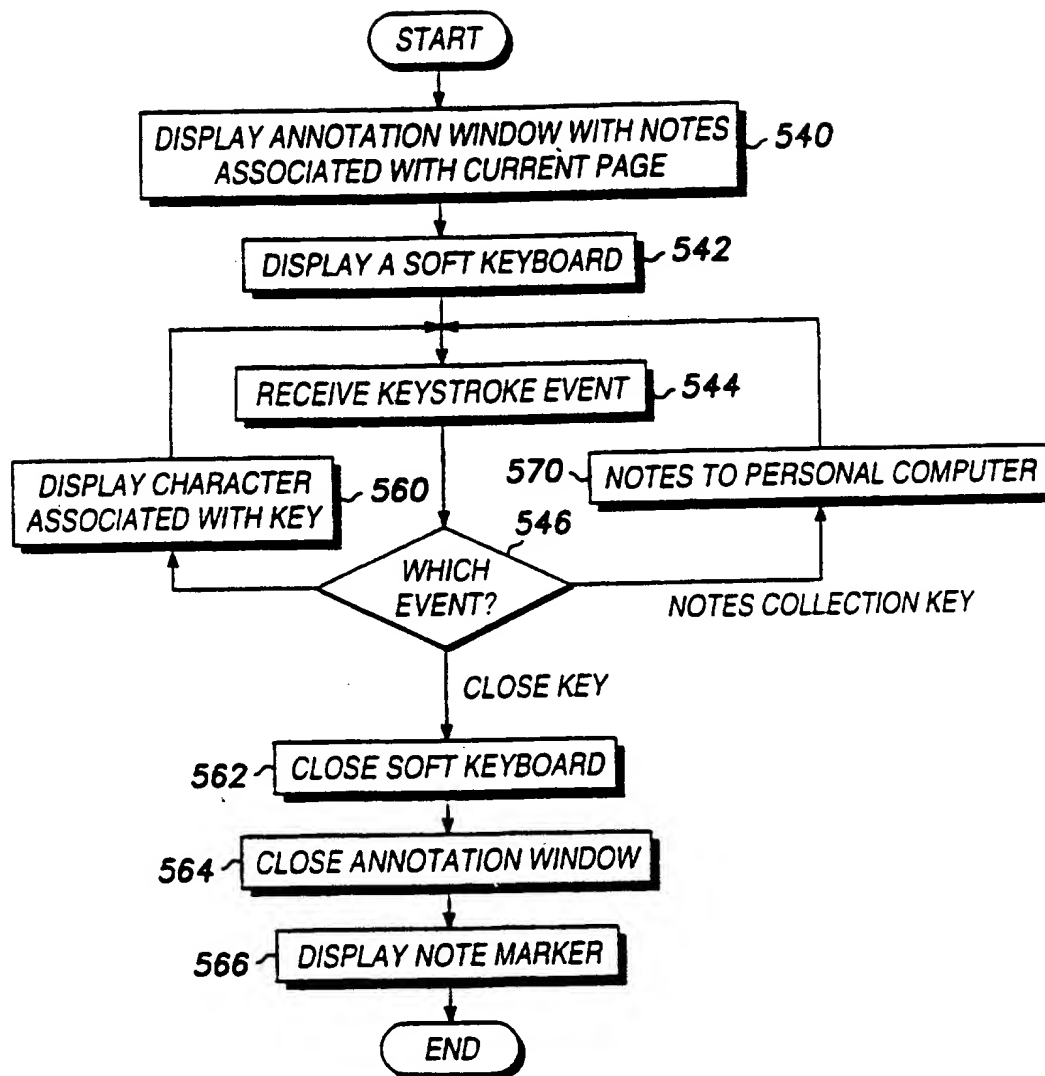 START
DISPLAY ANNOTATION WINDOW WITH NOTES
ASSOCIATED WITH CURRENT PAGE
540
DISPLAY A SOFT KEYBOARD
542
RECEIVE KEYSTROKE EVENT
544
DISPLAY CHARACTER
ASSOCIATED WITH KEY
560
570
NOTES TO PERSONAL COMPUTER
546
WHICH
EVENT?
NOTES COLLECTION KEY
CLOSE KEY
562
CLOSE SOFT KEYBOARD
564
CLOSE ANNOTATION WINDOW
566
DISPLAY NOTE MARKER
END